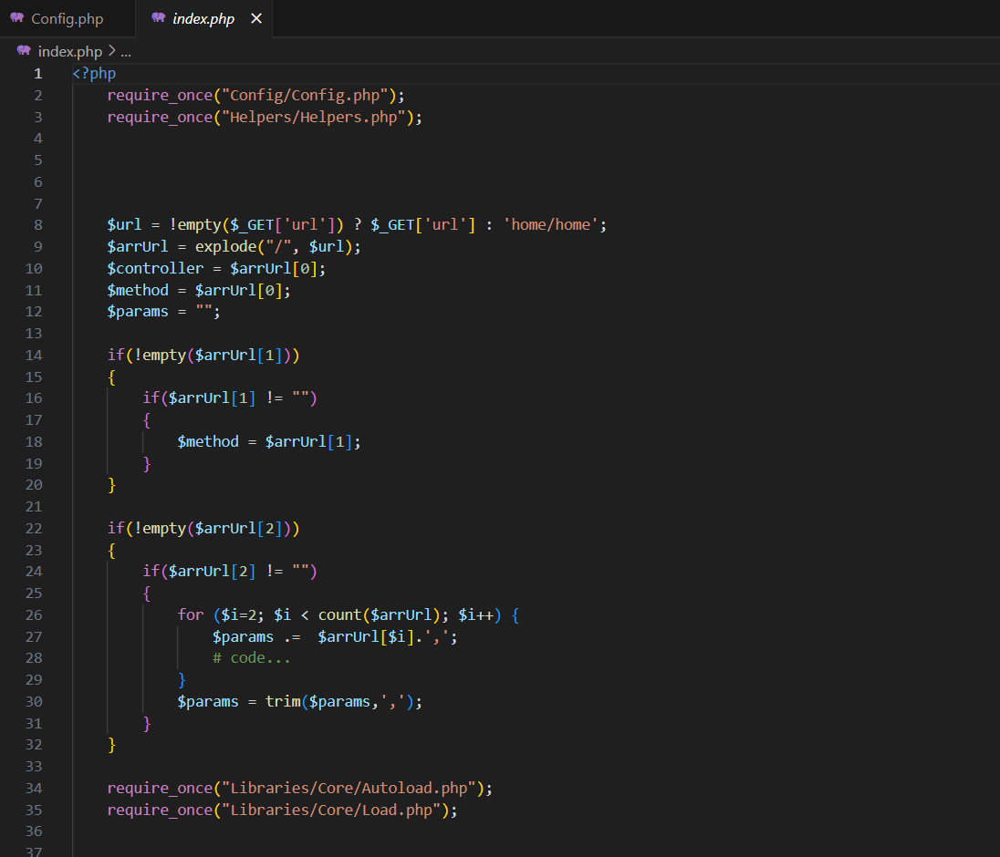 Config.php
index.php ×
index.php > ...
1 <?php
2 require_once("Config/Config.php");
3 require_once("Helpers/Helpers.php");
4
5
6
7
8 $url = !empty($_GET['url']) ? $_GET['url'] : 'home/home';
9 $arrUrl = explode("/", $url);
10 $controller = $arrUrl[0];
11 $method = $arrUrl[0];
12 $params = "";
13
14 if(!empty($arrUrl[1]))
15 {
16 if($arrUrl[1] != "")
17 {
18 $method = $arrUrl[1];
19 }
20 }
21
22 if(!empty($arrUrl[2]))
23 {
24 if($arrUrl[2] != "")
25 {
26 for ($i=2; $i < count($arrUrl); $i++) {
27 $params .=  $arrUrl[$i].',';
28 # code...
29 }
30 $params = trim($params,',');
31 }
32 }
33
34 require_once("Libraries/Core/Autoload.php");
35 require_once("Libraries/Core/Load.php");
36
37